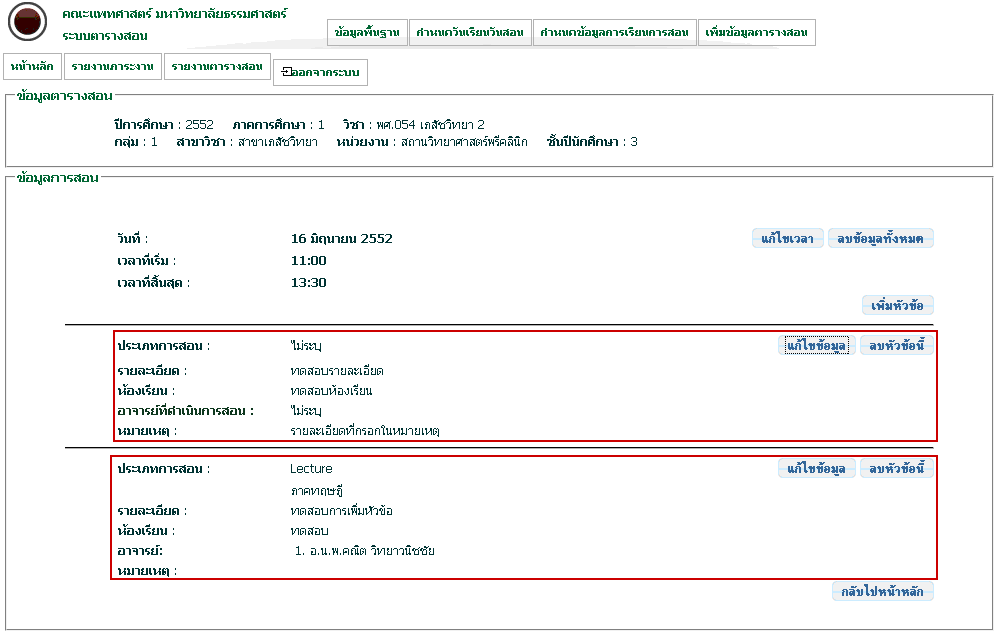 คณะแพทศาสตร์ มหาวิทยาลัยธรรมศาสตร์
ระบบตารางสอน
ข้อมูลพื้นฐาน กำหนดวันเรียนวันสอน กำหนดข้อมูลการเรียนการสอน เพิ่มข้อมูลตารางสอน
หน้าหลัก รายงานภาระงาน รายงานตารางสอน ออกจากระบบ
ข้อมูลตารางสอน
ปีการศึกษา : 2552 ภาคการศึกษา : 1 วิชา : พศ.054 เภสัชวิทยา 2
กลุ่ม : 1 สาขาวิชา : สาขาเภสัชวิทยา หน่วยงาน : สถานวิทยาศาสตร์พรีคลินิก ชั้นปีนักศึกษา : 3
ข้อมูลการสอน
วันที่ : 16 มิถุนายน 2552 แก้ไขเวลา ลบข้อมูลทั้งหมด
เวลาที่เริ่ม : 11:00
เวลาที่สิ้นสุด : 13:30
เพิ่มหัวข้อ
ประเภทการสอน : ไม่ระบุ แก้ไขข้อมูล ลบหัวข้อนี้
รายละเอียด : ทดสอบรายละเอียด
ห้องเรียน : ทดสอบห้องเรียน
อาจารย์ที่ดำเนินการสอน : ไม่ระบุ
หมายเหตุ : รายละเอียดที่กรอกในหมายเหตุ
ประเภทการสอน : Lecture แก้ไขข้อมูล ลบหัวข้อนี้
ภาคทฤษฎี
รายละเอียด : ทดสอบการเพิ่มหัวข้อ
ห้องเรียน : ทดสอบ
อาจารย์: 1. อ.น.พ.คณิต วิทยาวนิชชัย
หมายเหตุ :
กลับไปหน้าหลัก